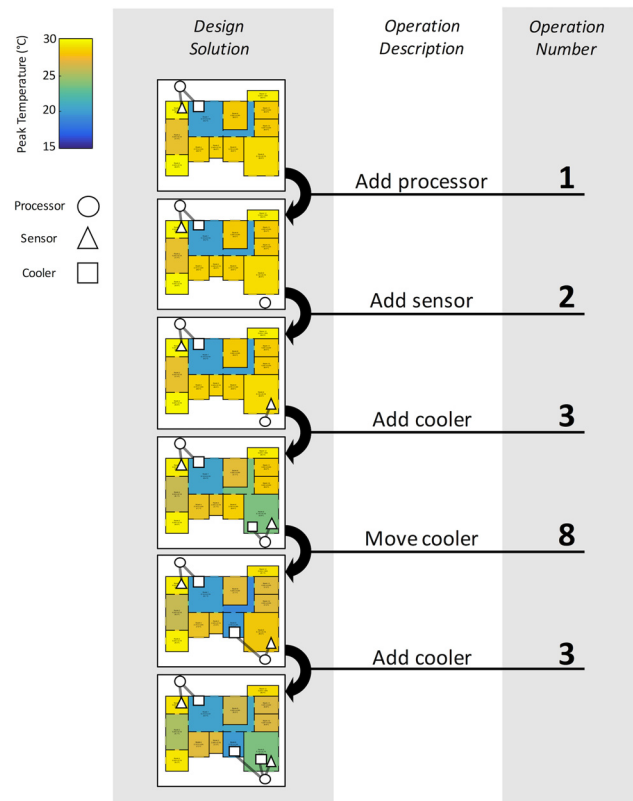 Design
Solution
Operation
Description
Operation
Number
Peak Temperature (°C)
30
25
20
15
Processor
Sensor
Cooler
Add processor 1
Add sensor 2
Add cooler 3
Move cooler 8
Add cooler 3